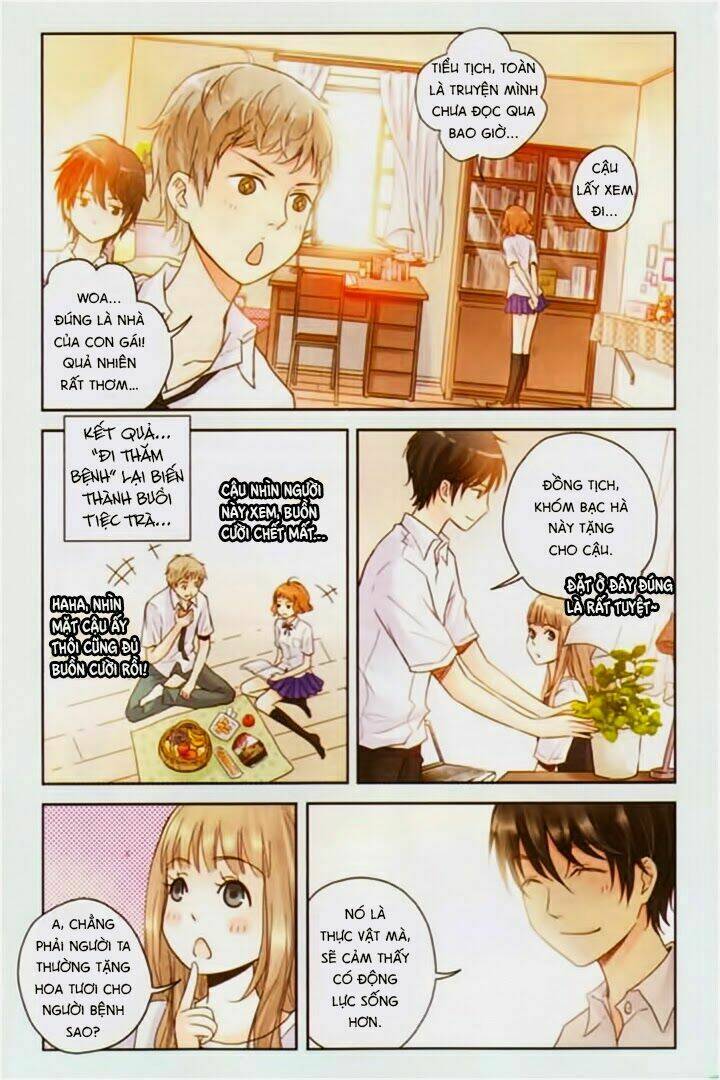 TIỂU TỊCH, TOÀN
LÀ TRUYỆN MÌNH
CHƯA ĐỌC QUA
BAO GIỜ...
CẬU
LẤY XEM
ĐI...
WOA...
ĐÚNG LÀ NHÀ
CỦA CON GÁI!
QUẢ NHIÊN
RẤT THƠM...
KẾT QUẢ...
"ĐI THĂM
BỆNH" LẠI BIẾN
THÀNH BUỔI
TIỆC TRÀ...
CẬU NHÌN NGƯỜI
NÀY XEM, BUỒN
CƯỜI CHẾT MẤT...
HAHA, NHÌN
MẶT CẬU ẤY
THÔI CŨNG ĐỦ
BUỒN CƯỜI RỒI!
ĐỒNG TỊCH,
KHÓM BẠC HÀ
NÀY TẶNG
CHO CẬU.
ĐẶT Ở ĐÂY ĐÚNG
LÀ RẤT TUYỆT~
A, CHẲNG
PHẢI NGƯỜI TA
THƯỜNG TẶNG
HOA TƯƠI CHO
NGƯỜI BỆNH
SAO?
NÓ LÀ
THỰC VẬT MÀ,
SẼ CẢM THẤY
CÓ ĐỘNG
LỰC SỐNG
HƠN.